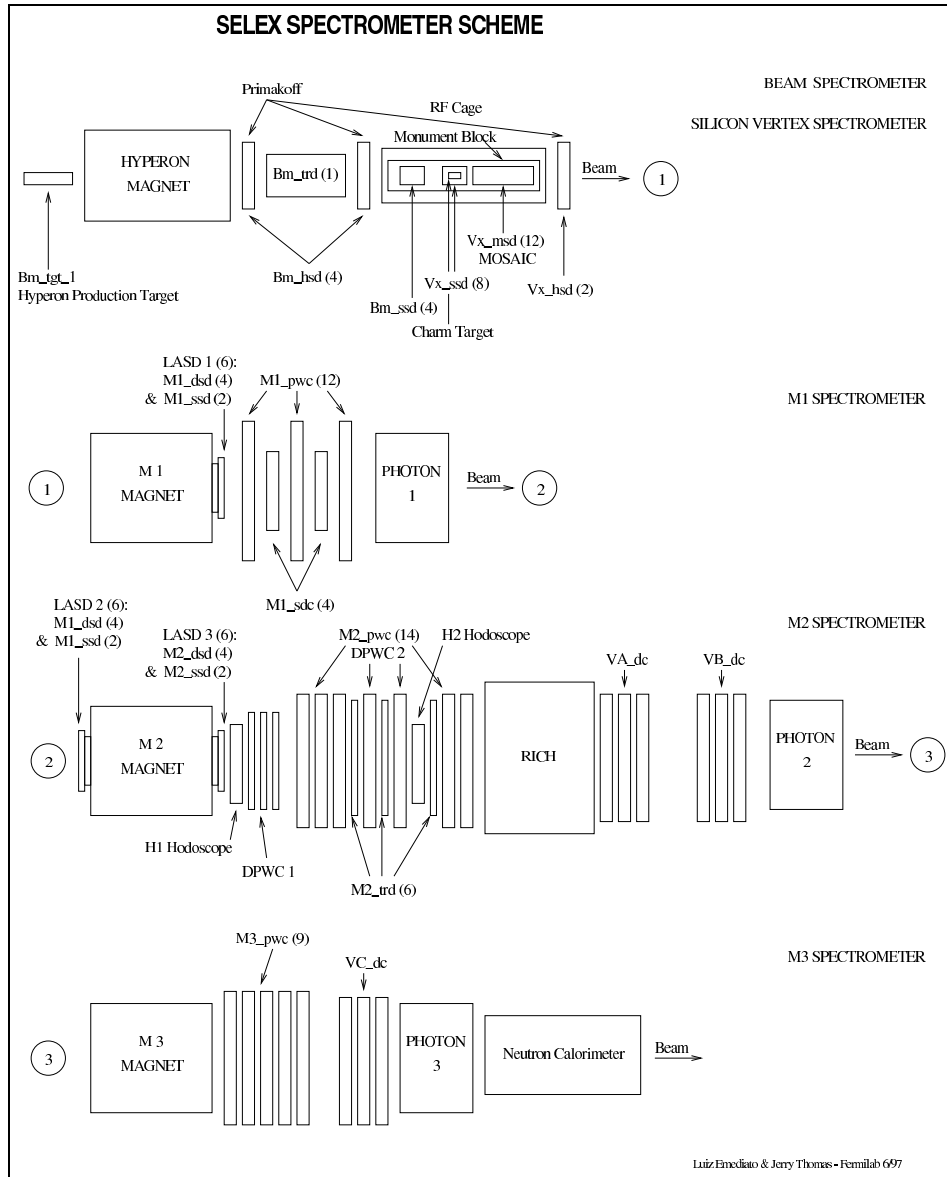 SELEX SPECTROMETER SCHEME
BEAM SPECTROMETER
SILICON VERTEX SPECTROMETER
Primakoff
RF Cage
Monument Block
HYPERON
MAGNET
Bm_trd (1)
Beam
1
Bm_tgt_1
Hyperon Production Target
Bm_hsd (4)
Bm_ssd (4)
Vx_ssd (8)
Charm Target
Vx_msd (12)
MOSAIC
Vx_hsd (2)
M1 SPECTROMETER
LASD 1 (6):
M1_dsd (4)
& M1_ssd (2)
M1_pwc (12)
1
M 1
MAGNET
PHOTON
1
Beam
2
M1_sdc (4)
M2 SPECTROMETER
LASD 2 (6):
M1_dsd (4)
& M1_ssd (2)
LASD 3 (6):
M2_dsd (4)
& M2_ssd (2)
M2_pwc (14)
DPWC 2
H2 Hodoscope
VA_dc
VB_dc
2
M 2
MAGNET
RICH
PHOTON
2
Beam
3
H1 Hodoscope
DPWC 1
M2_trd (6)
M3 SPECTROMETER
M3_pwc (9)
VC_dc
3
M 3
MAGNET
PHOTON
3
Neutron Calorimeter
Beam
Luiz Emediato & Jerry Thomas - Fermilab 6/97